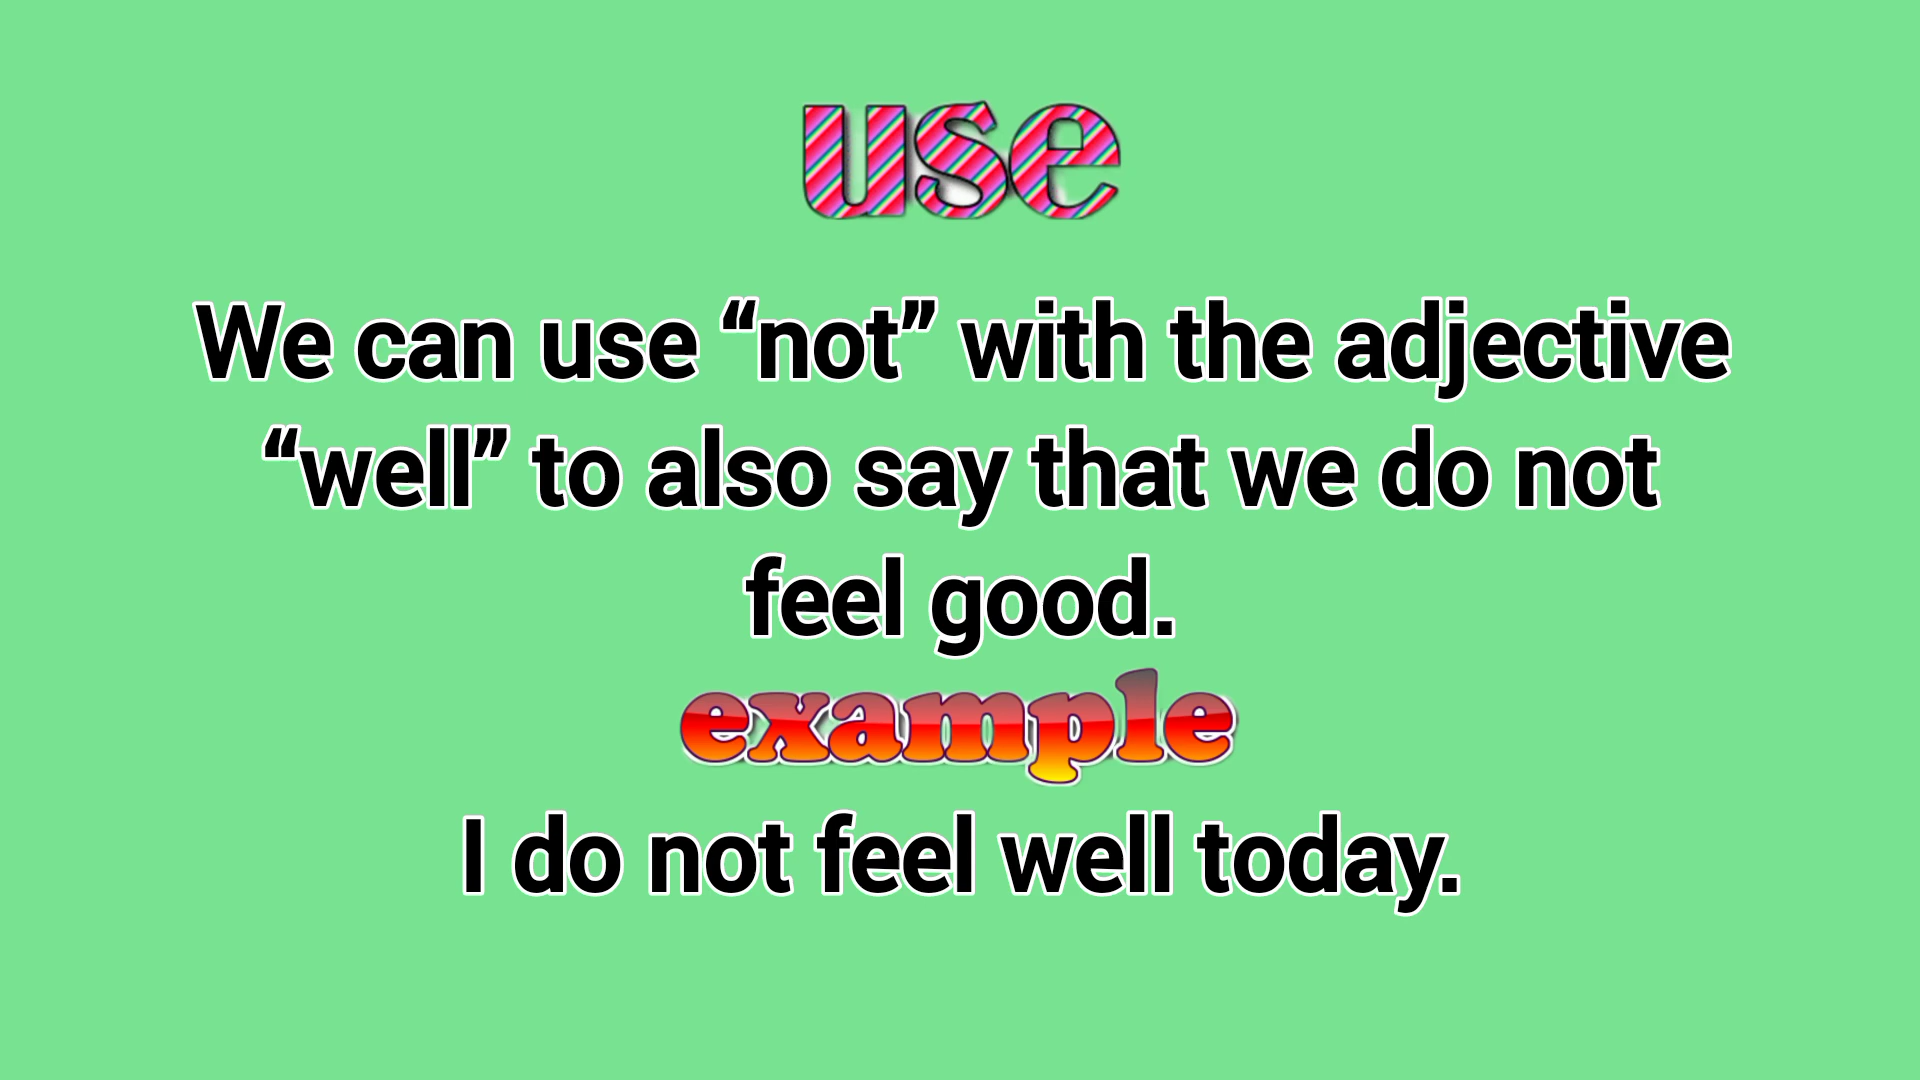 use
We can use “not” with the adjective
“well” to also say that we do not
feel good.
example
I do not feel well today.